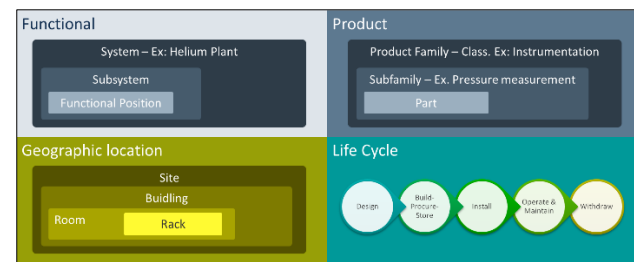 Functional
System – Ex: Helium Plant
Subsystem
Functional Position
Product
Product Family – Class. Ex: Instrumentation
Subfamily – Ex. Pressure measurement
Part
Geographic location
Site
Buidling
Room
Rack
Life Cycle
Design
Build-
Procure-
Store
Install
Operate &
Maintain
Withdraw